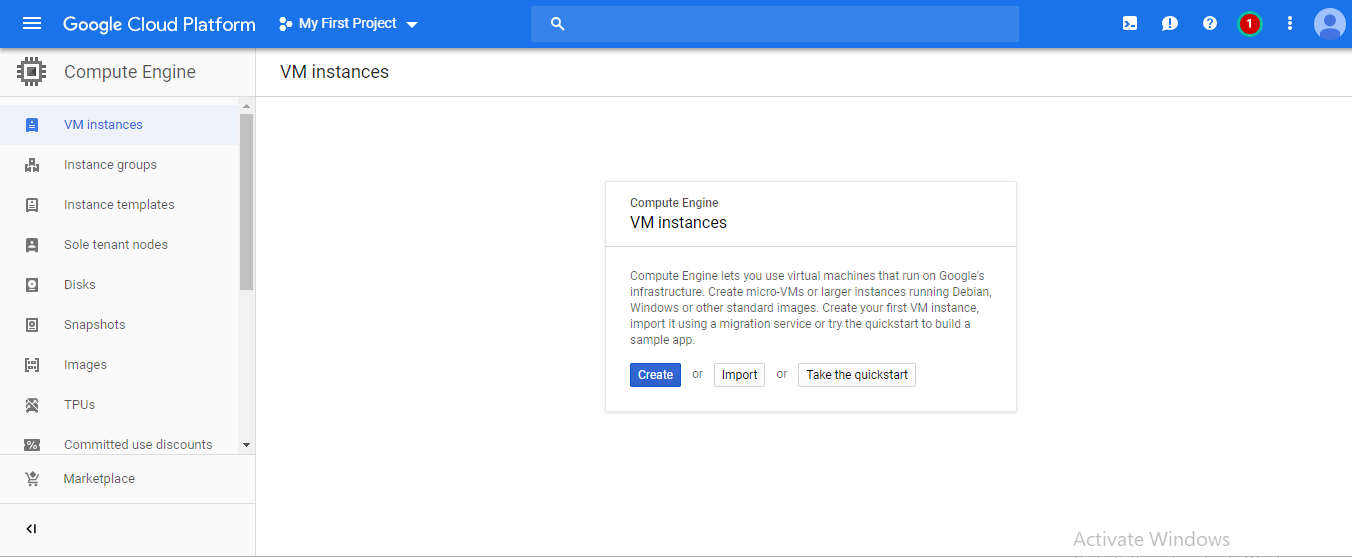 Google Cloud Platform
My First Project
1
Compute Engine
VM instances
VM instances
Instance groups
Instance templates
Sole tenant nodes
Disks
Snapshots
Images
TPUs
Committed use discounts
Marketplace
Compute Engine
VM instances
Compute Engine lets you use virtual machines that run on Google's
infrastructure. Create micro-VMs or larger instances running Debian,
Windows or other standard images. Create your first VM instance,
import it using a migration service or try the quickstart to build a
sample app.
Create or Import or Take the quickstart
Activate Windows